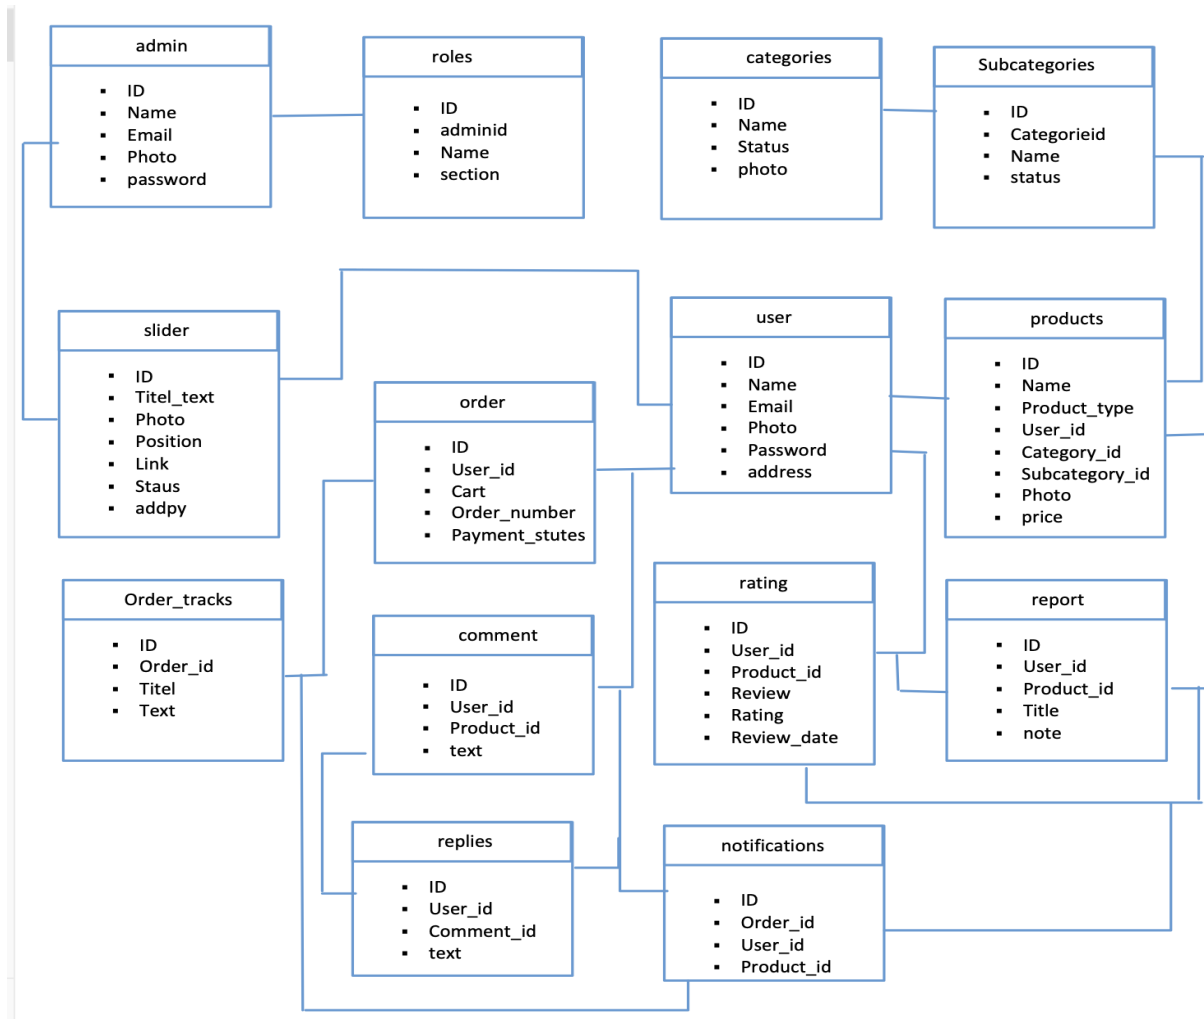 admin
ID
Name
Email
Photo
password
roles
ID
adminid
Name
section
categories
ID
Name
Status
photo
Subcategories
ID
Categorieid
Name
status
slider
ID
Titel_text
Photo
Position
Link
Staus
addpy
order
ID
User_id
Cart
Order_number
Payment_stutes
user
ID
Name
Email
Photo
Password
address
products
ID
Name
Product_type
User_id
Category_id
Subcategory_id
Photo
price
Order_tracks
ID
Order_id
Titel
Text
comment
ID
User_id
Product_id
text
rating
ID
User_id
Product_id
Review
Rating
Review_date
report
ID
User_id
Product_id
Title
note
replies
ID
User_id
Comment_id
text
notifications
ID
Order_id
User_id
Product_id